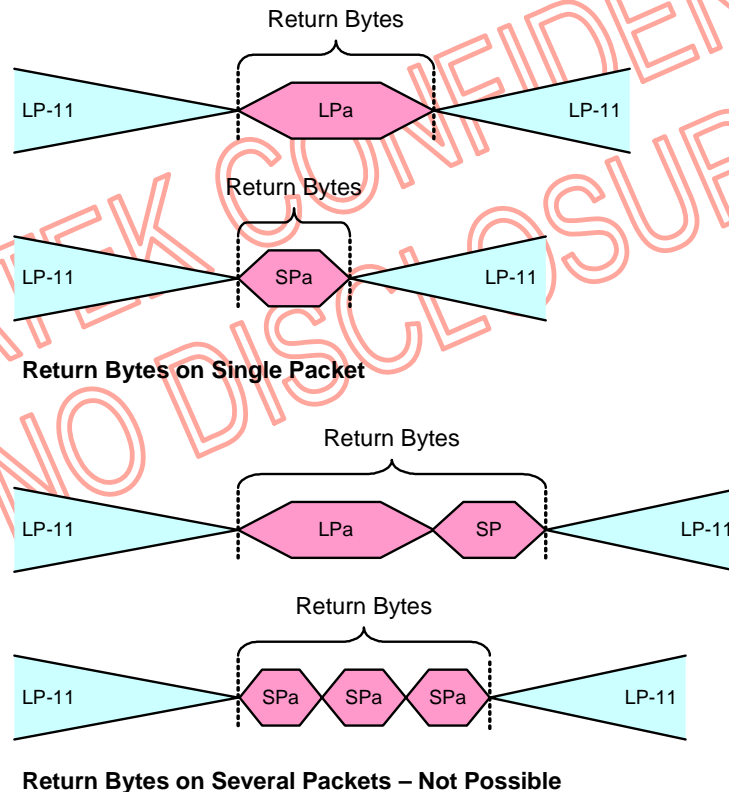 Return Bytes
LP-11 LPa LP-11
Return Bytes
LP-11 SPa LP-11
Return Bytes on Single Packet
Return Bytes
LP-11 LPa SP LP-11
Return Bytes
LP-11 SPa SPa SPa LP-11
Return Bytes on Several Packets – Not Possible
NO DISCLOSUR